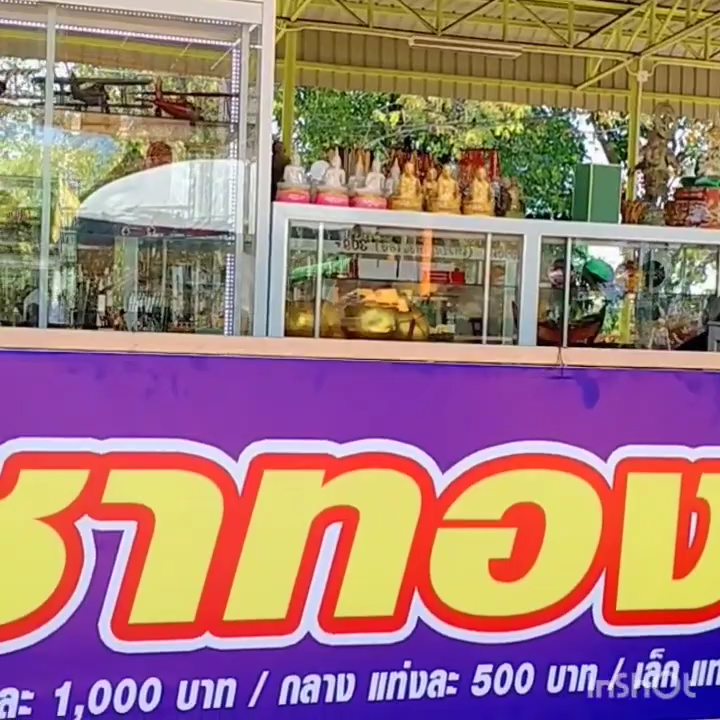 ชาทอง
ละ 1,000 บาท / กลาง แท่งละ 500 บาท / เล็ก แท
InShot